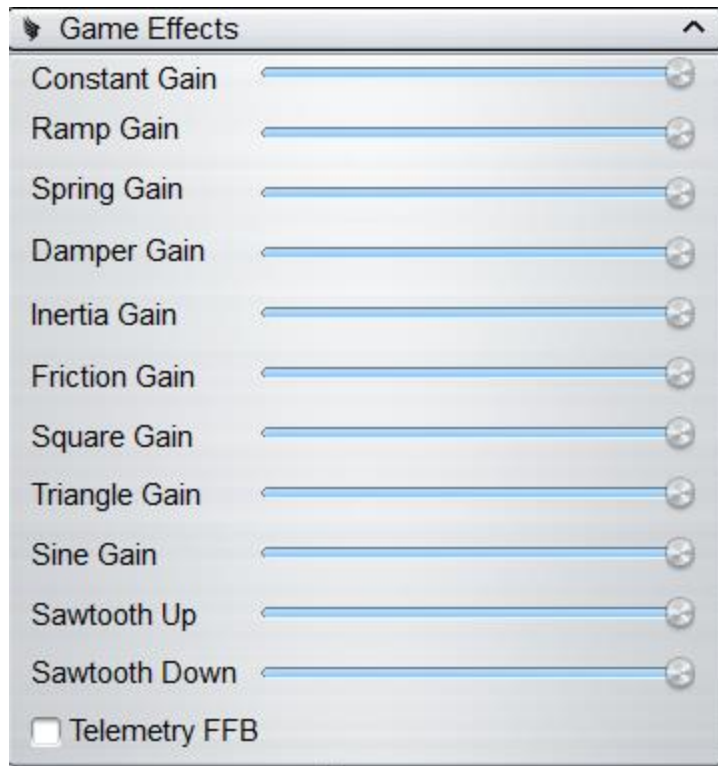 Game Effects
Constant Gain
Ramp Gain
Spring Gain
Damper Gain
Inertia Gain
Friction Gain
Square Gain
Triangle Gain
Sine Gain
Sawtooth Up
Sawtooth Down
Telemetry FFB